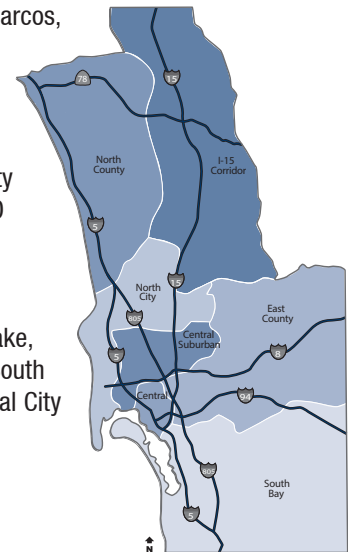 arcos,
ty
0
ake,
outh
al City
78
15
North
County
I-15
Corridor
5
North
City
15
805
Central
Suburban
East
County
5
8
Central
94
South
Bay
805
5
N